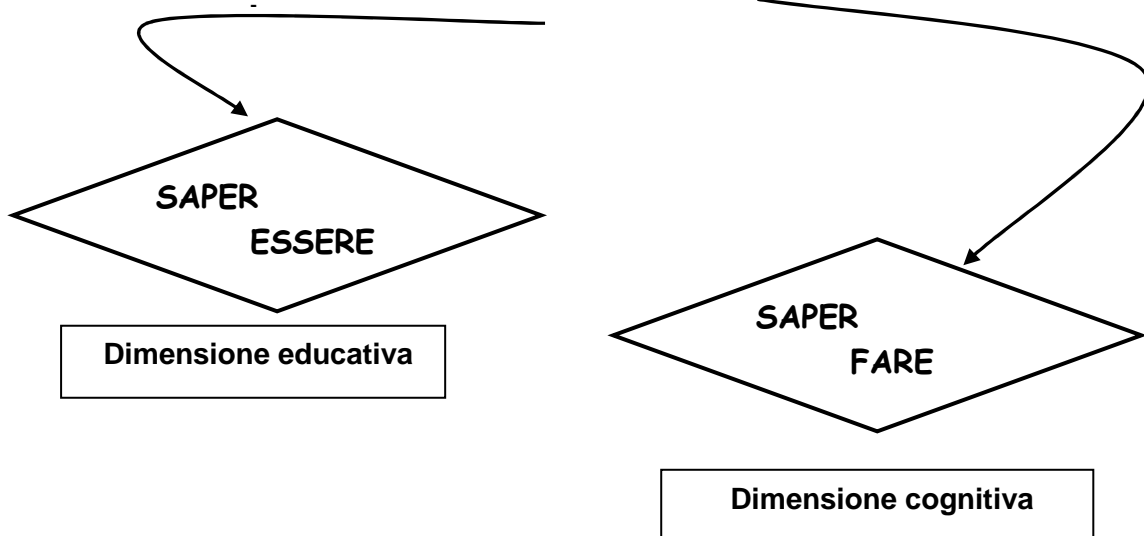 SAPER
ESSERE
Dimensione educativa
SAPER
FARE
Dimensione cognitiva